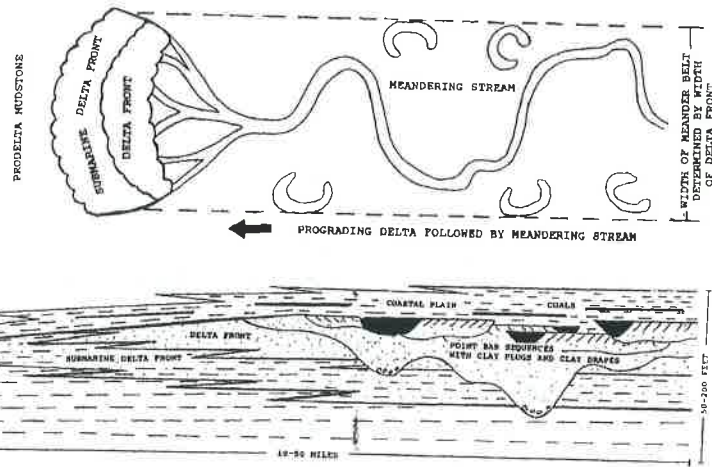 PRODELTA MUDSTONE
SUBMARINE DELTA FRONT
DELTA FRONT
MEANDERING STREAM
WIDTH OF MEANDER BELT
DETERMINED BY WIDTH
OF DELTA FRONT
PROGRADING DELTA FOLLOWED BY MEANDERING STREAM
COASTAL PLAIN
COALS
DELTA FRONT
SUBMARINE DELTA FRONT
POINT BAR SEQUENCES
WITH CLAY PLUGS AND CLAY DRAPES
50-200 FEET
10-50 MILES